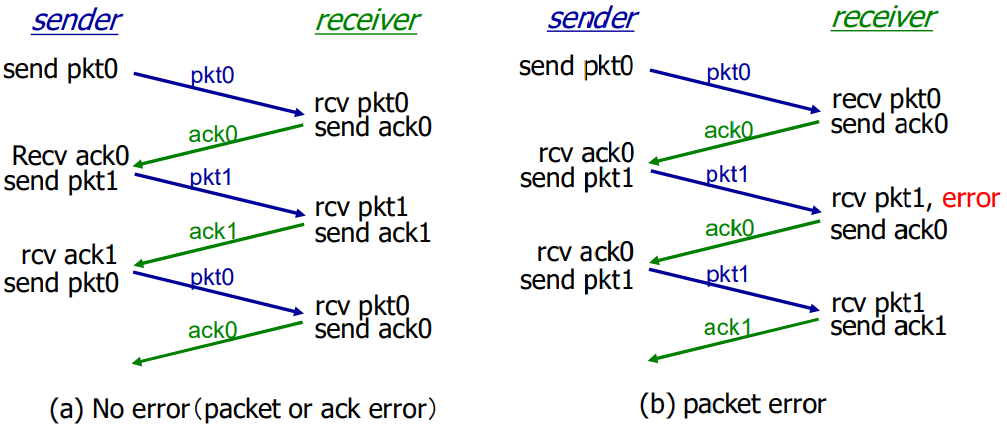 sender
receiver
send pkt0
pkt0
rcv pkt0
send ack0
ack0
Recv ack0
send pkt1
pkt1
rcv pkt1
send ack1
ack1
rcv ack1
send pkt0
pkt0
rcv pkt0
send ack0
ack0
(a) No error(packet or ack error)
sender
receiver
send pkt0
pkt0
recv pkt0
send ack0
ack0
rcv ack0
send pkt1
pkt1
rcv pkt1, error
send ack0
ack0
rcv ack0
send pkt1
pkt1
rcv pkt1
send ack1
ack1
(b) packet error